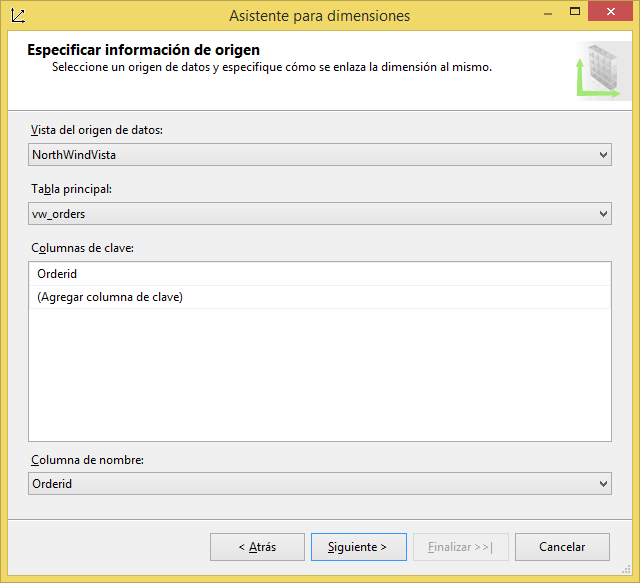 Asistente para dimensiones
Especificar información de origen
Seleccione un origen de datos y especifique cómo se enlaza la dimensión al mismo.
Vista del origen de datos:
NorthWindVista
Tabla principal:
vw_orders
Columnas de clave:
Orderid
(Agregar columna de clave)
Columna de nombre:
Orderid
< Atrás
Siguiente >
Finalizar >>|
Cancelar